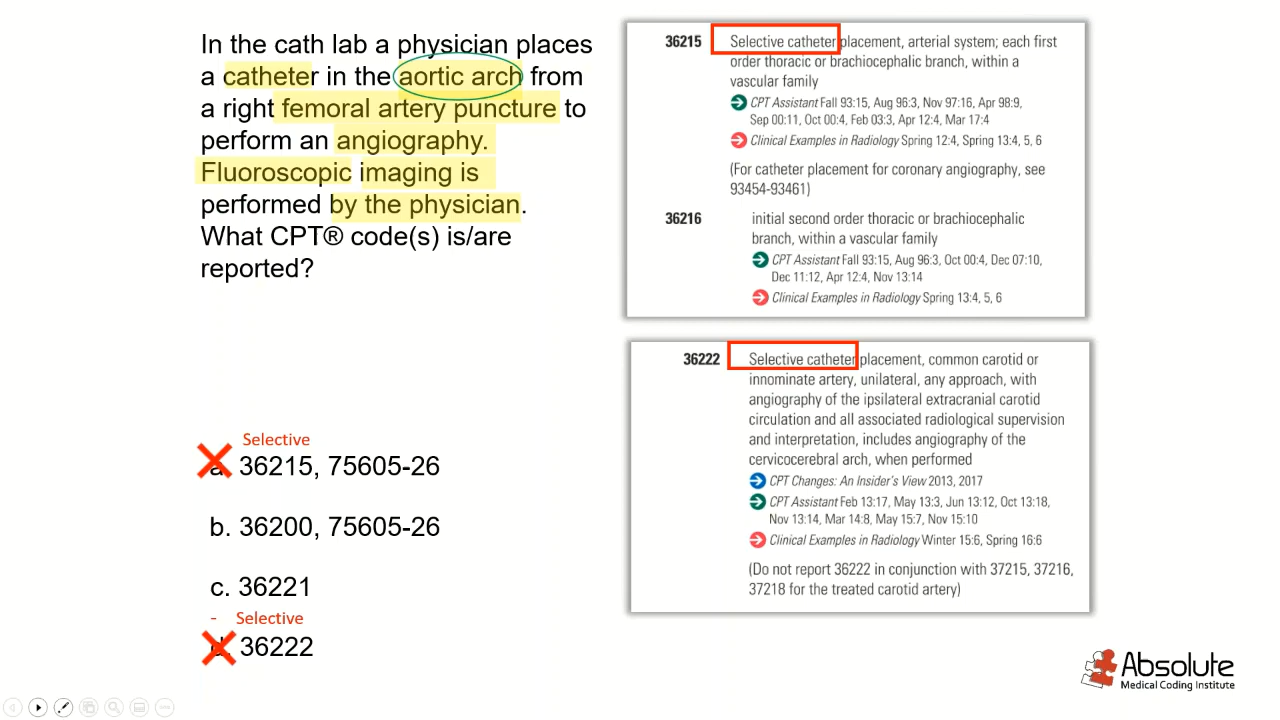 In the cath lab a physician places
a catheter in the aortic arch from
a right femoral artery puncture to
perform an angiography.
Fluoroscopic imaging is
performed by the physician.
What CPT® code(s) is/are
reported?
Selective
a. 36215, 75605-26
b. 36200, 75605-26
c. 36221
- Selective
d. 36222
36215 Selective catheter placement, arterial system; each first
order thoracic or brachiocephalic branch, within a
vascular family
CPT Assistant Fall 93:15, Aug 96:3, Nov 97:16, Apr 98:9,
Sep 00:11, Oct 00:4, Feb 03:3, Apr 12:4, Mar 17:4
Clinical Examples in Radiology Spring 12:4, Spring 13:4, 5, 6
(For catheter placement for coronary angiography, see
93454-93461)
36216 initial second order thoracic or brachiocephalic
branch, within a vascular family
CPT Assistant Fall 93:15, Aug 96:3, Oct 00:4, Dec 07:10,
Dec 11:12, Apr 12:4, Nov 13:14
Clinical Examples in Radiology Spring 13:4, 5, 6
36222 Selective catheter placement, common carotid or
innominate artery, unilateral, any approach, with
angiography of the ipsilateral extracranial carotid
circulation and all associated radiological supervision
and interpretation, includes angiography of the
cervicocerebral arch, when performed
CPT Changes: An Insider's View 2013, 2017
CPT Assistant Feb 13:17, May 13:3, Jun 13:12, Oct 13:18,
Nov 13:14, Mar 14:8, May 15:7, Nov 15:10
Clinical Examples in Radiology Winter 15:6, Spring 16:6
(Do not report 36222 in conjunction with 37215, 37216,
37218 for the treated carotid artery)
Absolute
Medical Coding Institute